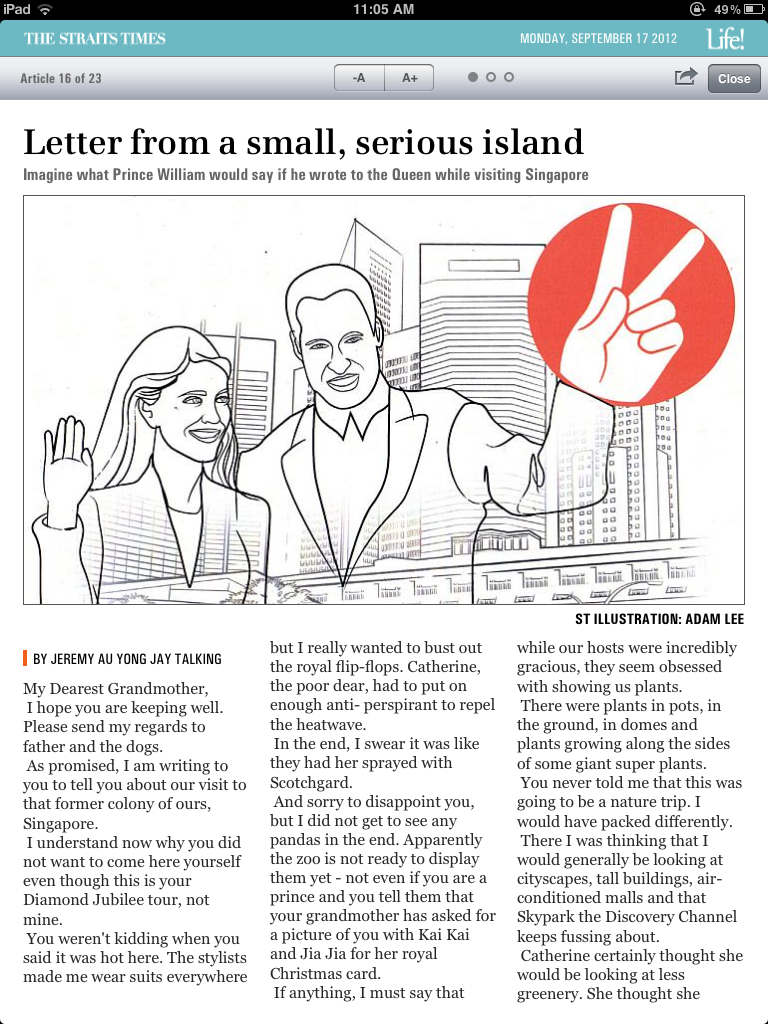 iPad 11:05 AM 49%
THE STRAITS TIMES MONDAY, SEPTEMBER 17 2012 Life!
Article 16 of 23 -A A+ Close
Letter from a small, serious island
Imagine what Prince William would say if he wrote to the Queen while visiting Singapore
ST ILLUSTRATION: ADAM LEE
BY JEREMY AU YONG JAY TALKING
My Dearest Grandmother,
I hope you are keeping well.
Please send my regards to
father and the dogs.
As promised, I am writing to
you to tell you about our visit to
that former colony of ours,
Singapore.
I understand now why you did
not want to come here yourself
even though this is your
Diamond Jubilee tour, not
mine.
You weren't kidding when you
said it was hot here. The stylists
made me wear suits everywhere
but I really wanted to bust out
the royal flip-flops. Catherine,
the poor dear, had to put on
enough anti- perspirant to repel
the heatwave.
In the end, I swear it was like
they had her sprayed with
Scotchgard.
And sorry to disappoint you,
but I did not get to see any
pandas in the end. Apparently
the zoo is not ready to display
them yet - not even if you are a
prince and you tell them that
your grandmother has asked for
a picture of you with Kai Kai
and Jia Jia for her royal
Christmas card.
If anything, I must say that
while our hosts were incredibly
gracious, they seem obsessed
with showing us plants.
There were plants in pots, in
the ground, in domes and
plants growing along the sides
of some giant super plants.
You never told me that this was
going to be a nature trip. I
would have packed differently.
There I was thinking that I
would generally be looking at
cityscapes, tall buildings, air-
conditioned malls and that
Skypark the Discovery Channel
keeps fussing about.
Catherine certainly thought she
would be looking at less
greenery. She thought she